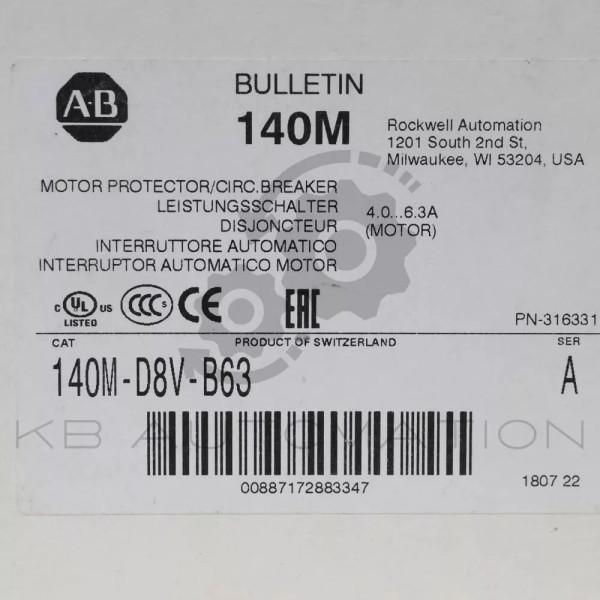 A-B
BULLETIN
140M
Rockwell Automation
1201 South 2nd St,
Milwaukee, WI 53204, USA
MOTOR PROTECTOR/CIRC.BREAKER
LEISTUNGSSCHALTER
DISJONCTEUR
INTERRUTTORE AUTOMATICO
INTERRUPTOR AUTOMATICO MOTOR
4.0...6.3A
(MOTOR)
C UL US
LISTED
CCC S
CE
EAC
PN-316331
CAT
PRODUCT OF SWITZERLAND
SER
140M-D8V-B63
A
KB AUTOMATION
00887172883347
1807 22